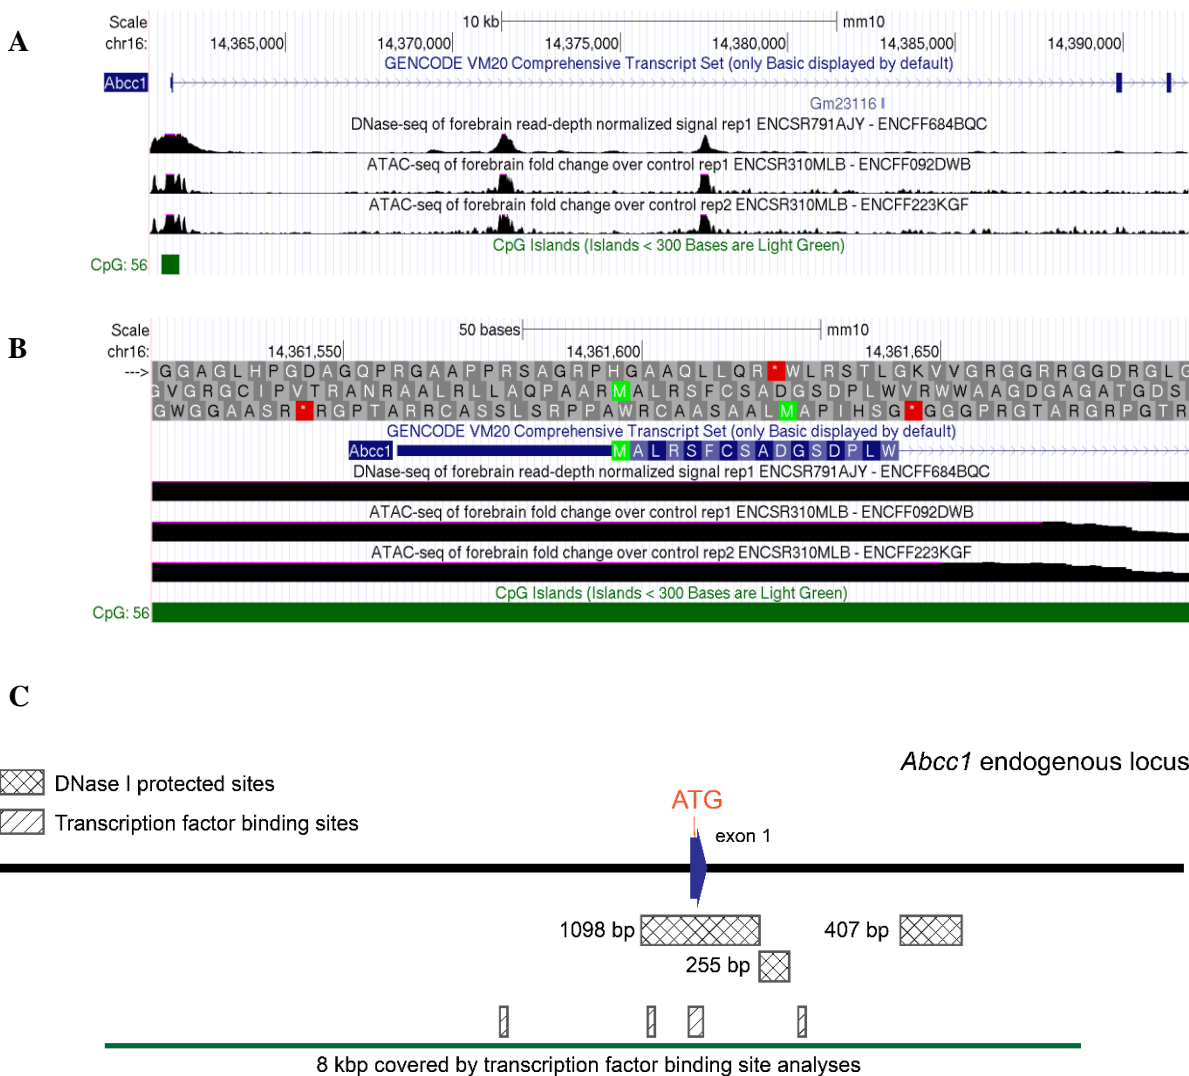 A
Scale 10 kb mm10
chr16: 14,365,000 14,370,000 14,375,000 14,380,000 14,385,000 14,390,000
GENCODE VM20 Comprehensive Transcript Set (only Basic displayed by default)
Abcc1
Gm23116
DNase-seq of forebrain read-depth normalized signal rep1 ENCSR791AJY - ENCFF684BQC
ATAC-seq of forebrain fold change over control rep1 ENCSR310MLB - ENCFF092DWB
ATAC-seq of forebrain fold change over control rep2 ENCSR310MLB - ENCFF223KGF
CpG Islands (Islands < 300 Bases are Light Green)
CpG: 56
B
Scale 50 bases mm10
chr16: 14,361,550 14,361,600 14,361,650
---> G G A G L H P G D A G Q P R G A A P P R S A G R P H G A A Q L L Q R * W L R S T L G K V V G R G G R R G G D R G L G
G V G R G C I P V T R A N R A A L R L L A Q P A A R M A L R S F C S A D G S D P L W V R W W A A G D G A G A T G D S
G W G G A A S R * R G P T A R R C A S S L S R P P A W R C A A S A A L M A P I H S G * G G G P R G T A R G R P G T R
GENCODE VM20 Comprehensive Transcript Set (only Basic displayed by default)
Abcc1 M A L R S F C S A D G S D P L W
DNase-seq of forebrain read-depth normalized signal rep1 ENCSR791AJY - ENCFF684BQC
ATAC-seq of forebrain fold change over control rep1 ENCSR310MLB - ENCFF092DWB
ATAC-seq of forebrain fold change over control rep2 ENCSR310MLB - ENCFF223KGF
CpG Islands (Islands < 300 Bases are Light Green)
CpG: 56
C
Abcc1 endogenous locus
DNase I protected sites
Transcription factor binding sites
ATG
exon 1
1098 bp
407 bp
255 bp
8 kbp covered by transcription factor binding site analyses